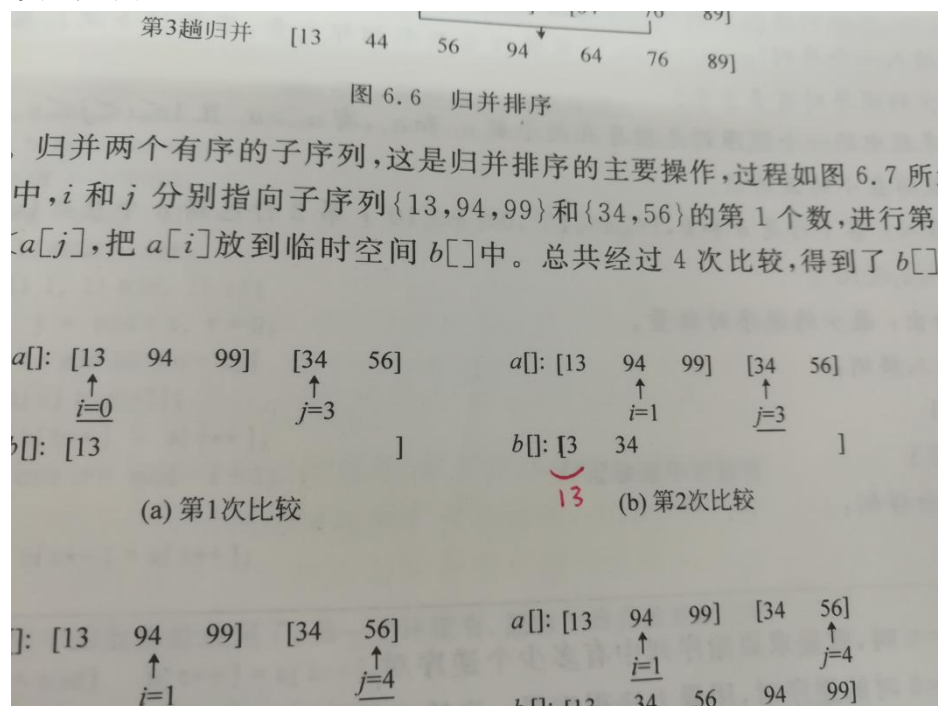 76 89]
第3趟归并 [13 44 56 94 64 76 89]
图 6.6 归并排序
归并两个有序的子序列,这是归并排序的主要操作,过程如图 6.7 所
中,i 和 j 分别指向子序列{13,94,99}和{34,56}的第 1 个数,进行第
a[j],把 a[i]放到临时空间 b[]中。总共经过 4 次比较,得到了 b[]
a[]: [13 94 99] [34 56]
i=0 j=3
b[]: [13 ]
(a) 第1次比较
a[]: [13 94 99] [34 56]
i=1 j=3
b[]: [3 34 ]
13
(b) 第2次比较
]: [13 94 99] [34 56]
i=1 j=4
a[]: [13 94 99] [34 56]
i=1 j=4
b[]: [13 34 56 94 99]